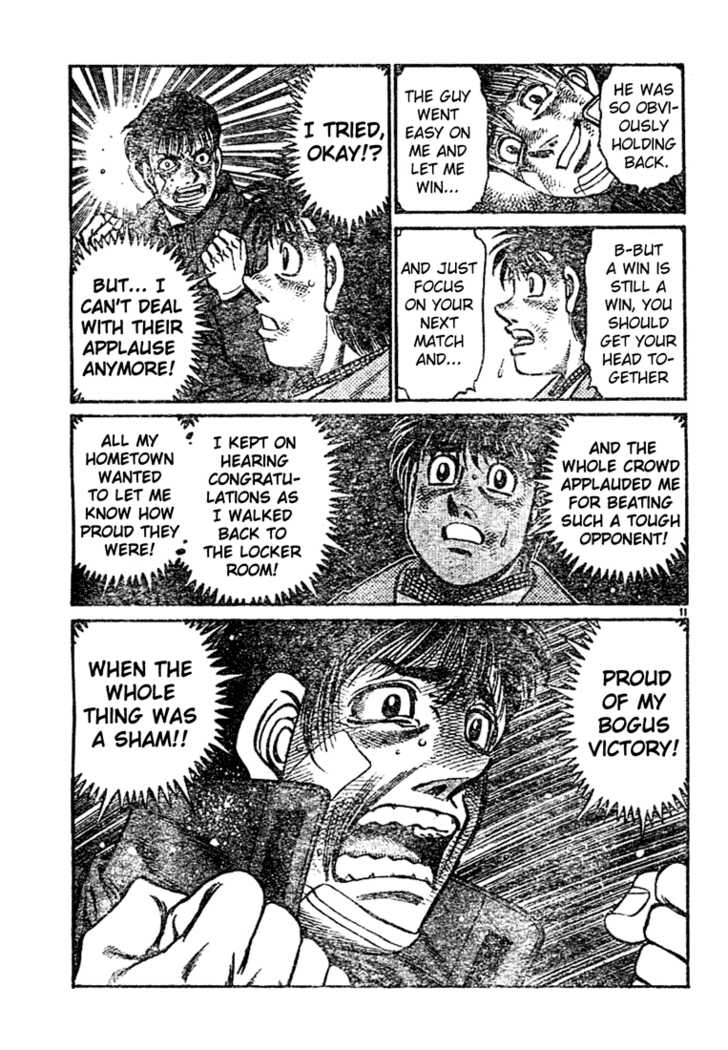 HE WAS
SO OBVI-
OUSLY
HOLDING
BACK.
THE GUY
WENT
EASY ON
ME AND
LET ME
WIN...
B-BUT
A WIN IS
STILL A
WIN, YOU
SHOULD
GET YOUR
HEAD TO-
GETHER
AND JUST
FOCUS
ON YOUR
NEXT
MATCH
AND...
I TRIED,
OKAY!?
BUT... I
CAN'T DEAL
WITH THEIR
APPLAUSE
ANYMORE!
AND THE
WHOLE CROWD
APPLAUDED ME
FOR BEATING
SUCH A TOUGH
OPPONENT!
I KEPT ON
HEARING
CONGRATU-
LATIONS AS
I WALKED
BACK TO
THE LOCKER
ROOM!
ALL MY
HOMETOWN
WANTED
TO LET ME
KNOW HOW
PROUD THEY
WERE!
11
PROUD
OF MY
BOGUS
VICTORY!
WHEN THE
WHOLE
THING WAS
A SHAM!!